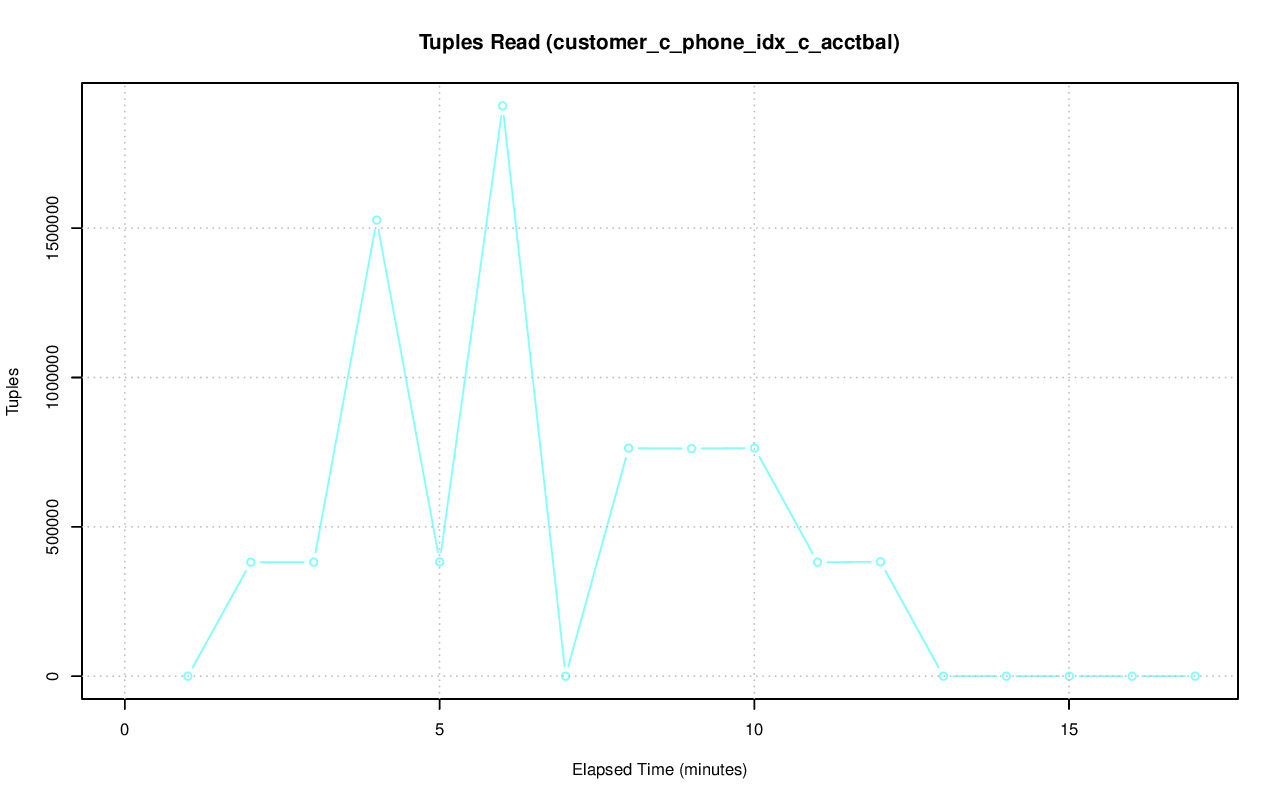 Tuples Read (customer_c_phone_idx_c_acctbal)
Tuples
1500000
1000000
500000
0
0 5 10 15
Elapsed Time (minutes)